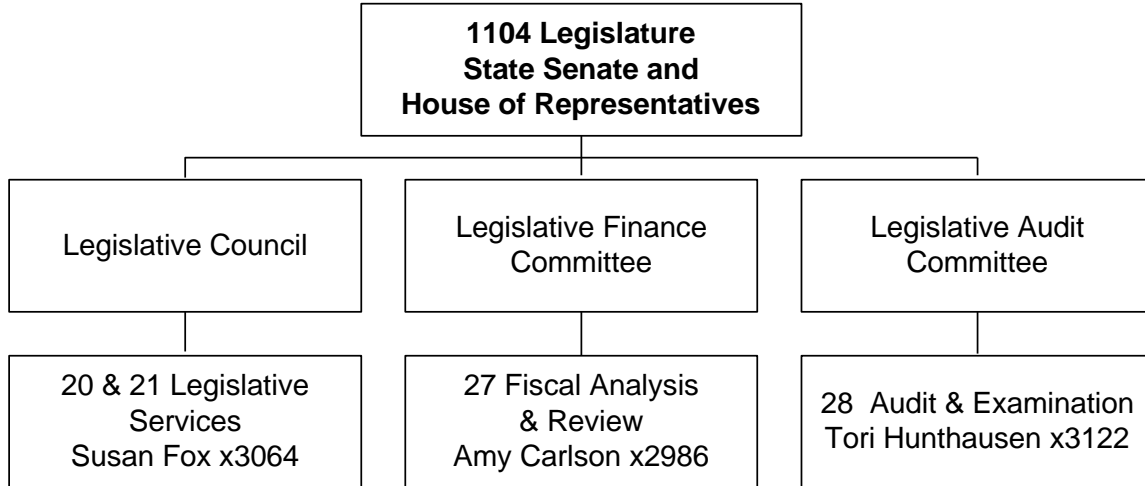 1104 Legislature
State Senate and
House of Representatives
Legislative Council
Legislative Finance
Committee
Legislative Audit
Committee
20 & 21 Legislative
Services
Susan Fox x3064
27 Fiscal Analysis
& Review
Amy Carlson x2986
28 Audit & Examination
Tori Hunthausen x3122